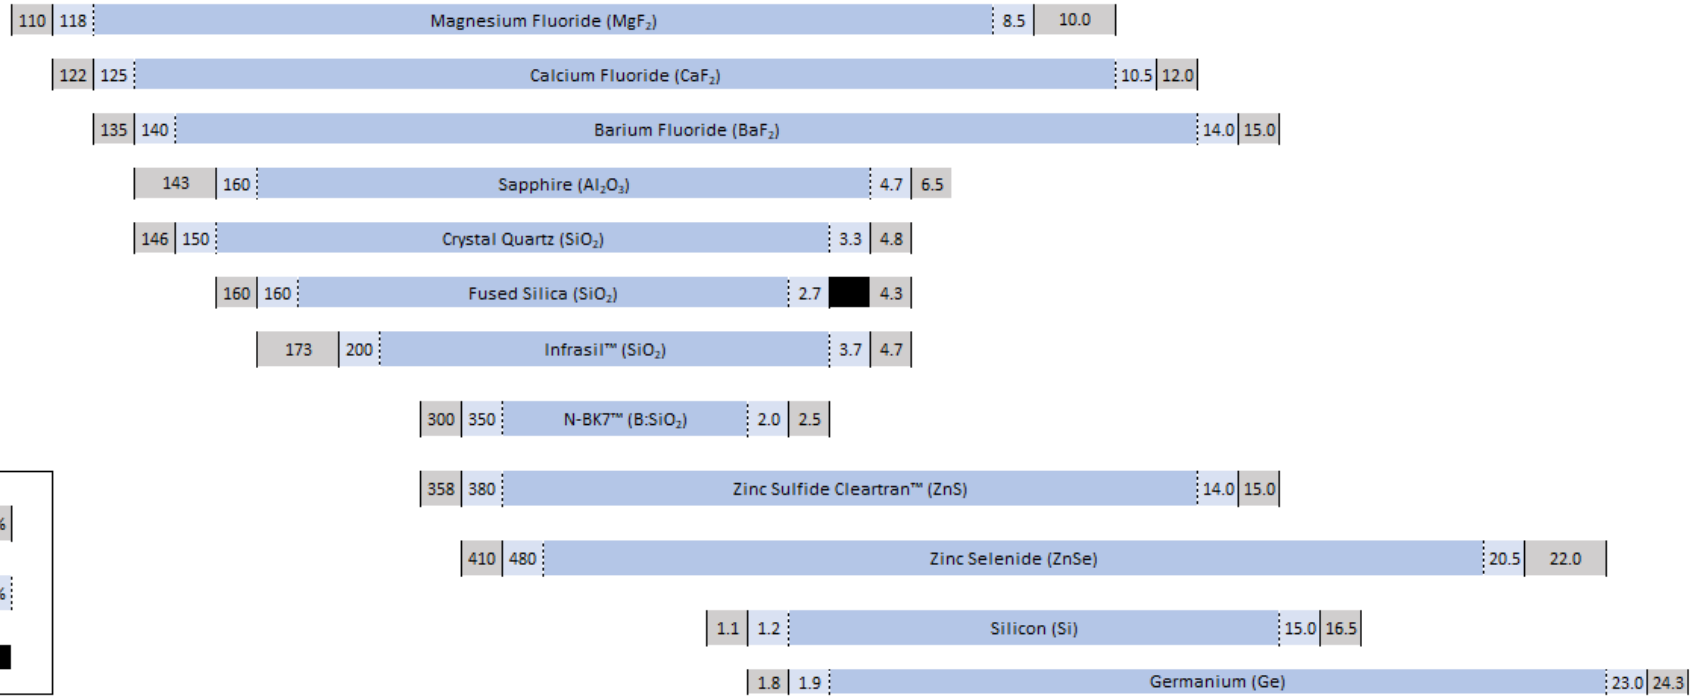 110 118 Magnesium Fluoride (MgF₂) 8.5 10.0
122 125 Calcium Fluoride (CaF₂) 10.5 12.0
135 140 Barium Fluoride (BaF₂) 14.0 15.0
143 160 Sapphire (Al₂O₃) 4.7 6.5
146 150 Crystal Quartz (SiO₂) 3.3 4.8
160 160 Fused Silica (SiO₂) 2.7 4.3
173 200 Infrasil™ (SiO₂) 3.7 4.7
300 350 N-BK7™ (B:SiO₂) 2.0 2.5
358 380 Zinc Sulfide Cleartran™ (ZnS) 14.0 15.0
%
410 480 Zinc Selenide (ZnSe) 20.5 22.0
%
1.1 1.2 Silicon (Si) 15.0 16.5
1.8 1.9 Germanium (Ge) 23.0 24.3